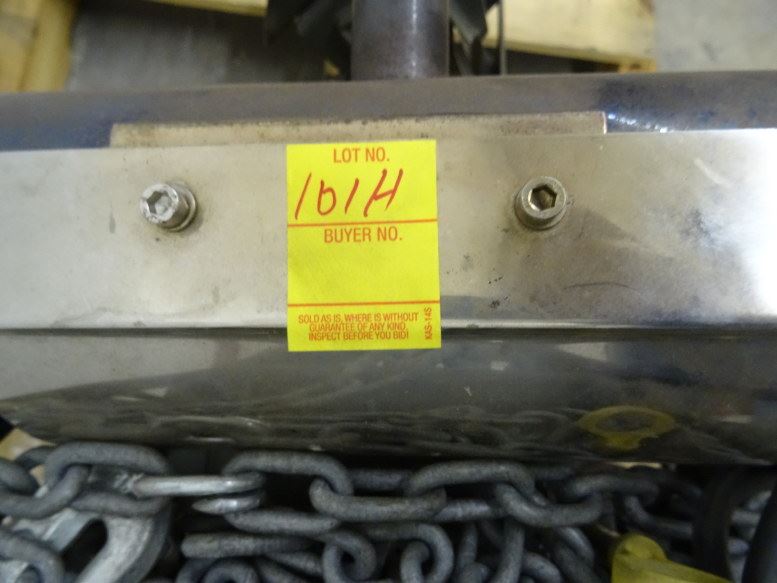 LOT NO.
101H
BUYER NO.
SOLD AS IS, WHERE IS WITHOUT
GUARANTEE OF ANY KIND,
INSPECT BEFORE YOU BID!
KAS-14S